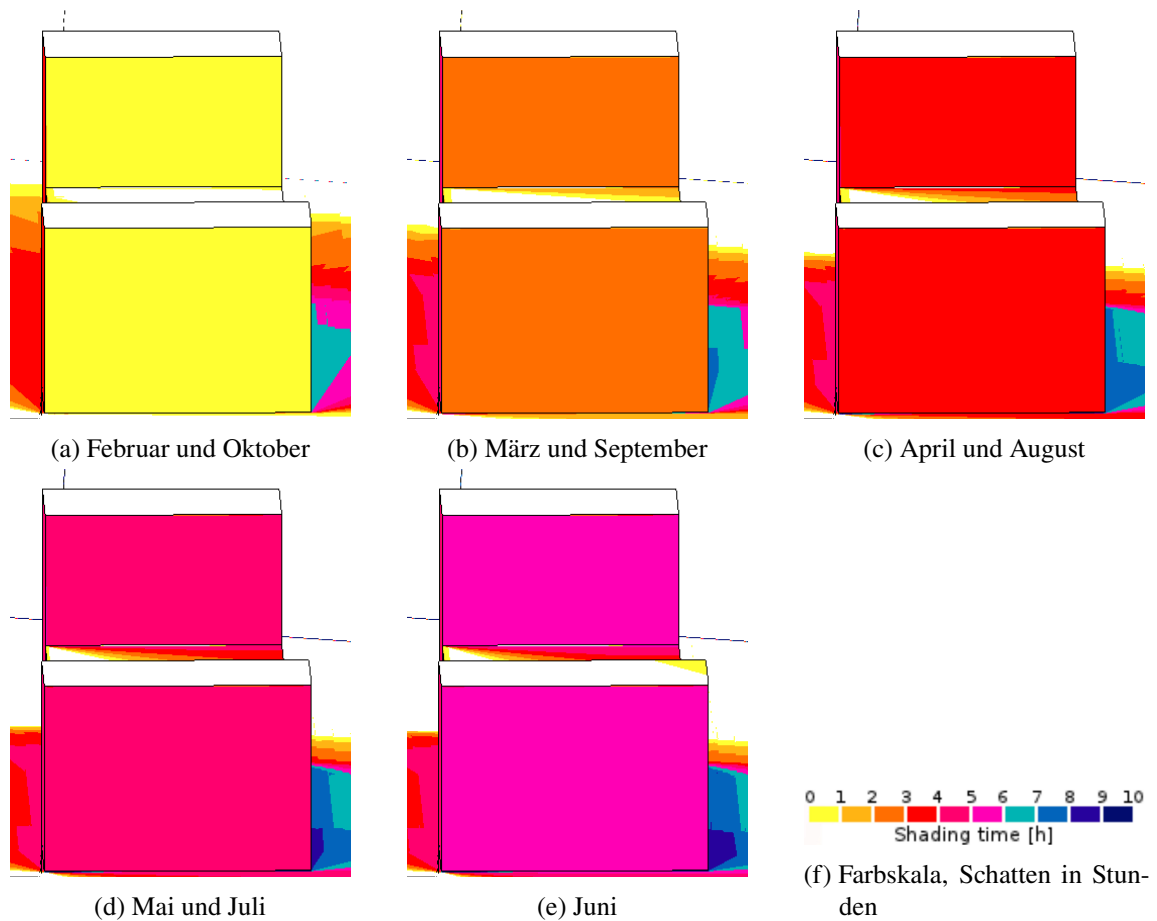 (a) Februar und Oktober
(b) März und September
(c) April und August
(d) Mai und Juli
(e) Juni
0 1 2 3 4 5 6 7 8 9 10
Shading time [h]
(f) Farbskala, Schatten in Stun-
den